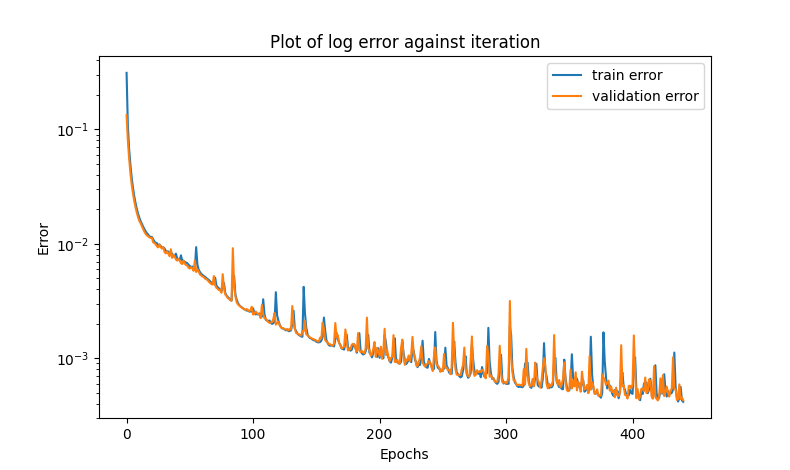 Plot of log error against iteration
train error
validation error
10⁻¹
10⁻²
10⁻³
Error
0
100
200
300
400
Epochs